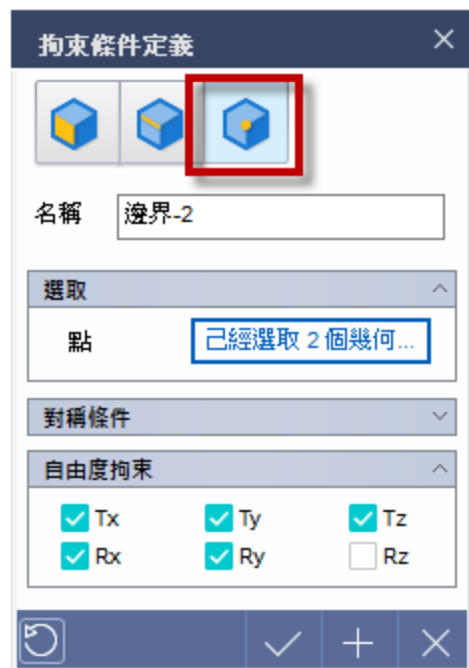 拘束條件定義
名稱 邊界-2
選取
點 已經選取 2 個幾何...
對稱條件
自由度拘束
Tx Ty Tz
Rx Ry Rz